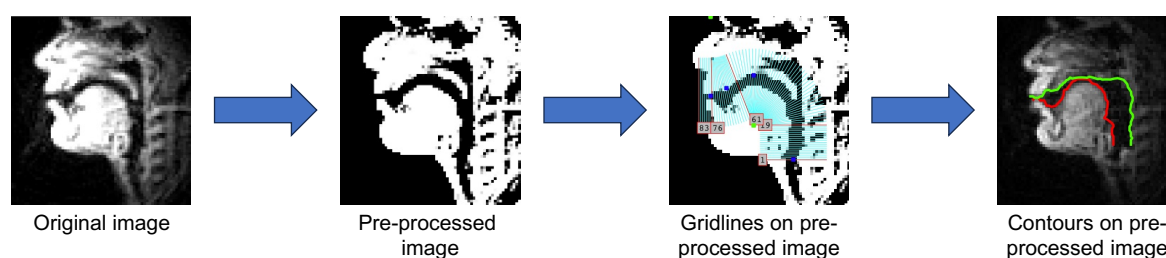 83
76
61
19
1
Original image
Pre-processed
image
Gridlines on pre-
processed image
Contours on pre-
processed image